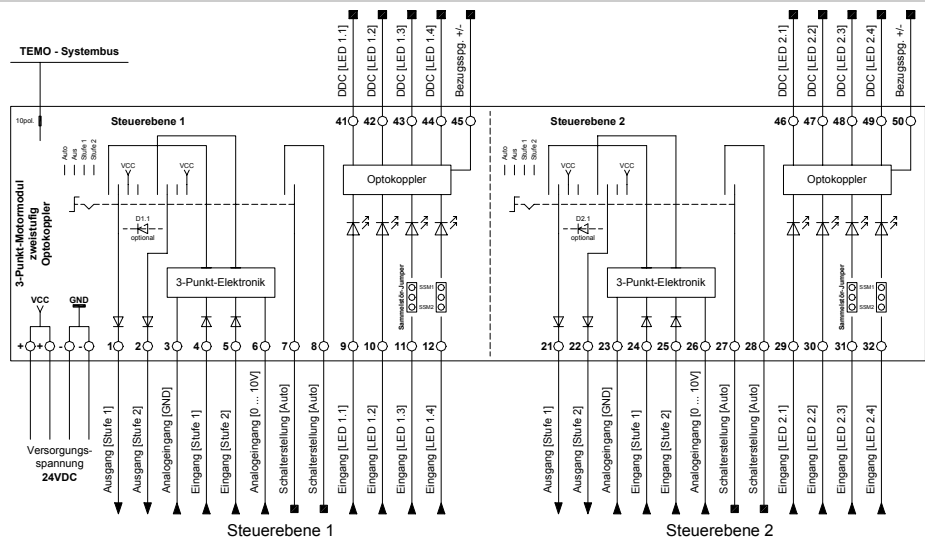 DDC [LED 1.1]
DDC [LED 1.2]
DDC [LED 1.3]
DDC [LED 1.4]
Bezugsspg. +/-
DDC [LED 2.1]
DDC [LED 2.2]
DDC [LED 2.3]
DDC [LED 2.4]
Bezugsspg. +/-
TEMO - Systembus
10pol.
Steuerebene 1
41 42 43 44 45
Steuerebene 2
46 47 48 49 50
Auto
Aus
Stufe 1
Stufe 2
VCC VCC
Auto
Aus
Stufe 1
Stufe 2
VCC VCC
Optokoppler
Optokoppler
D1.1
optional
D2.1
optional
3-Punkt-Motormodul
zweistufig
Optokoppler
3-Punkt-Elektronik
3-Punkt-Elektronik
Sammelstör-Jumper
SSM1
SSM2
Sammelstör-Jumper
SSM1
SSM2
VCC GND
+ + - - 1 2 3 4 5 6 7 8 9 10 11 12
21 22 23 24 25 26 27 28 29 30 31 32
Versorgungs-
spannung
24VDC
Ausgang [Stufe 1]
Ausgang [Stufe 2]
Analogeingang [GND]
Eingang [Stufe 1]
Eingang [Stufe 2]
Analogeingang [0 ... 10V]
Schalterstellung [Auto]
Schalterstellung [Auto]
Eingang [LED 1.1]
Eingang [LED 1.2]
Eingang [LED 1.3]
Eingang [LED 1.4]
Ausgang [Stufe 1]
Ausgang [Stufe 2]
Analogeingang [GND]
Eingang [Stufe 1]
Eingang [Stufe 2]
Analogeingang [0 ... 10V]
Schalterstellung [Auto]
Schalterstellung [Auto]
Eingang [LED 2.1]
Eingang [LED 2.2]
Eingang [LED 2.3]
Eingang [LED 2.4]
Steuerebene 1
Steuerebene 2